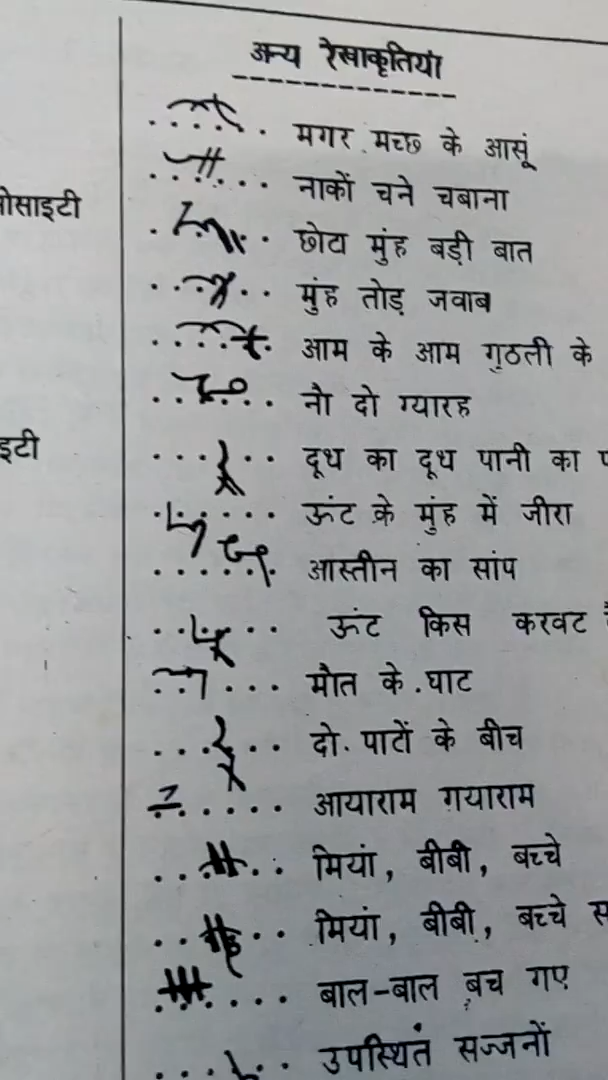 अन्य रेखाकृतियां
मगर मच्छ के आसूं
नाकों चने चबाना
ोसाइटी
छोटा मुंह बड़ी बात
मुंह तोड़ जवाब
आम के आम गुठली के
नौ दो ग्यारह
इटी
दूध का दूध पानी का
ऊंट के मुंह में जीरा
आस्तीन का सांप
ऊंट किस करवट
मौत के घाट
दो पाटों के बीच
आयाराम गयाराम
मियां, बीबी, बच्चे
मियां, बीबी, बच्चे स
बाल-बाल बच गए
उपस्थित सज्जनों